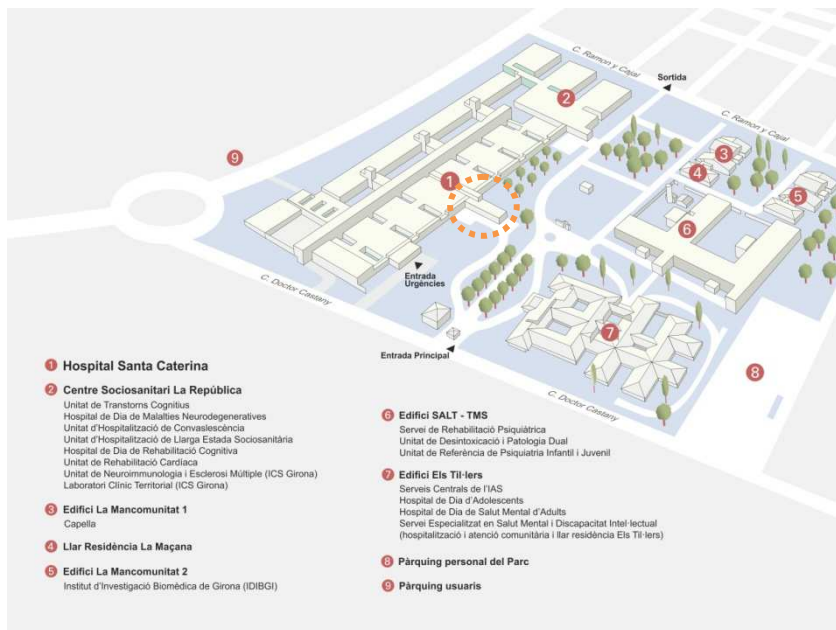 C. Ramon y Cajal
Sortida
C. Ramon y Cajal
2
9
3
4
1
5
6
Entrada
Urgències
C. Doctor Castany
7
Entrada Principal
8
C. Doctor Castany
1 Hospital Santa Caterina
2 Centre Sociosanitari La República
Unitat de Transtorns Cognitius
Hospital de Dia de Malalties Neurodegeneratives
Unitat d'Hospitalització de Convaslescència
Unitat d'Hospitalització de Llarga Estada Sociosanitària
Hospital de Dia de Rehabilitació Cognitiva
Unitat de Rehabilitació Cardíaca
Unitat de Neuroimmunologia i Esclerosi Múltiple (ICS Girona)
Laboratori Clínic Territorial (ICS Girona)
3 Edifici La Mancomunitat 1
Capella
4 Llar Residència La Maçana
5 Edifici La Mancomunitat 2
Institut d'Investigació Biomèdica de Girona (IDIBGI)
6 Edifici SALT - TMS
Servei de Rehabilitació Psiquiàtrica
Unitat de Desintoxicació i Patologia Dual
Unitat de Referència de Psiquiatria Infantil i Juvenil
7 Edifici Els Til·lers
Serveis Centrals de l'IAS
Hospital de Dia d'Adolescents
Hospital de Dia de Salut Mental d'Adults
Servei Especialitzat en Salut Mental i Discapacitat Intel·lectual
(hospitalització i atenció comunitària i llar residència Els Til·lers)
8 Pàrquing personal del Parc
9 Pàrquing usuaris